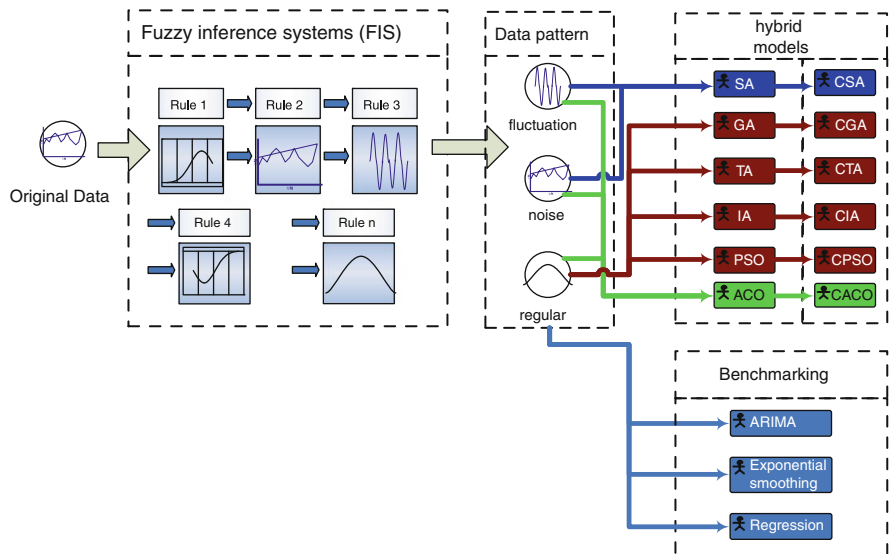 Fuzzy inference systems (FIS)
Data pattern
hybrid
models
Rule 1
Rule 2
Rule 3
Original Data
Rule 4
Rule n
fluctuation
noise
regular
SA
CSA
GA
CGA
TA
CTA
IA
CIA
PSO
CPSO
ACO
CACO
Benchmarking
ARIMA
Exponential
smoothing
Regression